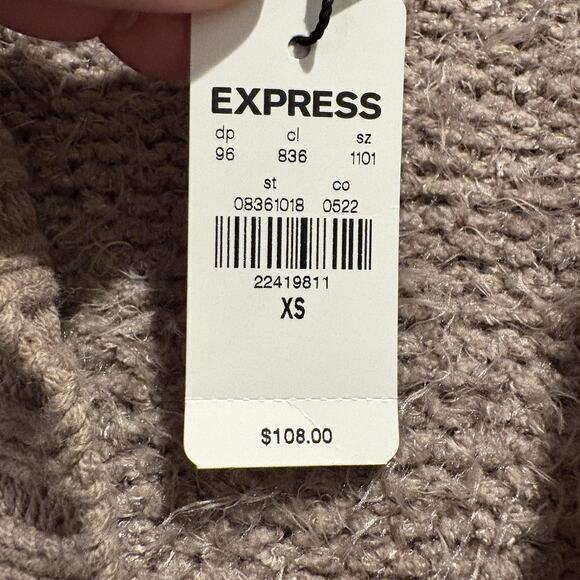 EXPRESS
dp cl sz
96 836 1101
st co
08361018 0522
22419811
XS
$108.00